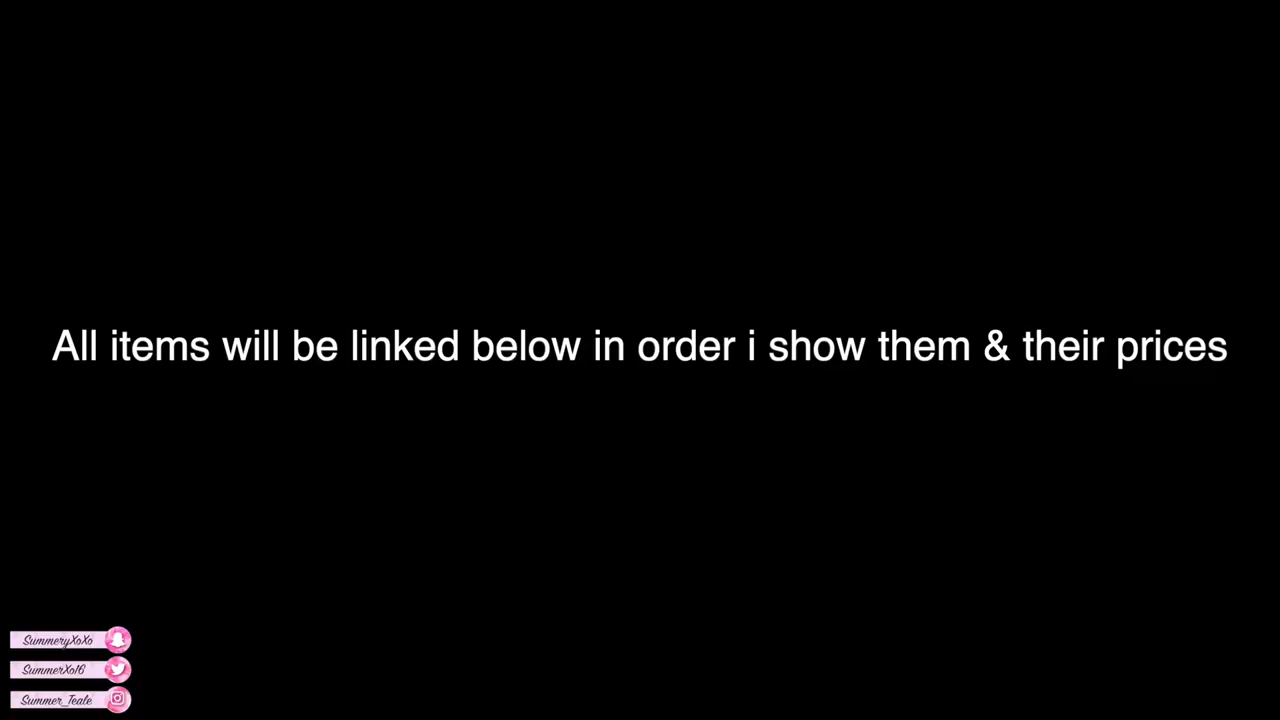 All items will be linked below in order i show them & their prices
SummeryXoXo
SummerXo16
Summer_Teale